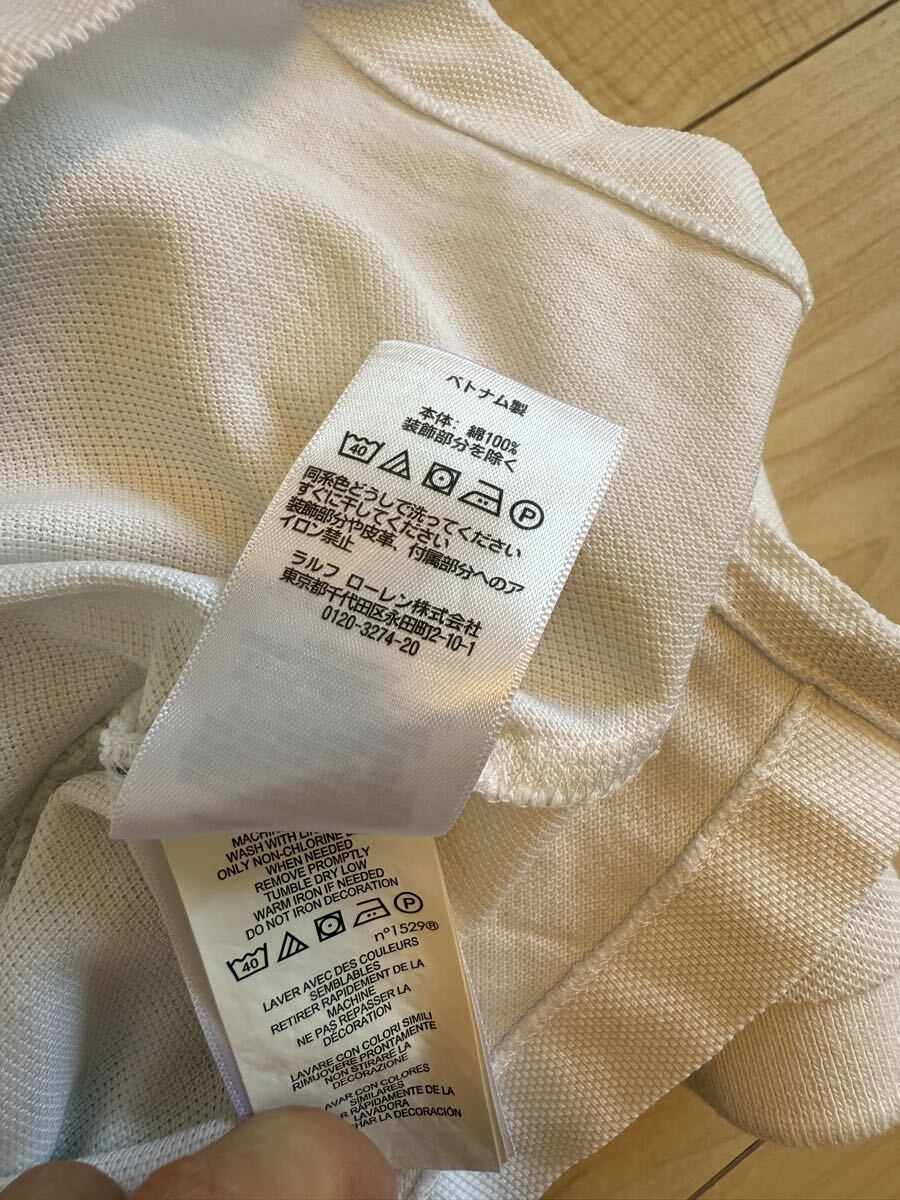 ベトナム製
本体: 綿100%
装飾部分を除く
40 P
同系色どうしで洗ってください
すぐに干してください
装飾部分や皮革、付属部分へのア
イロン禁止
ラルフ ローレン株式会社
東京都千代田区永田町2-10-1
0120-3274-20
WASH WITH
ONLY NON-CHLORINE
WHEN NEEDED
REMOVE PROMPTLY
TUMBLE DRY LOW
WARM IRON IF NEEDED
DO NOT IRON DECORATION
40 P
n°1529®
LAVER AVEC DES COULEURS
SEMBLABLES
RETIRER RAPIDEMENT DE LA
MACHINE
NE PAS REPASSER LA
DÉCORATION
LAVARE CON COLORI SIMILI
RIMUOVERE PRONTAMENTE
NON STIRARE LA
DECORAZIONE
CON COLORES
SIMILARES
RÁPIDAMENTE DE LA
LAVADORA
LA DECORACIÓN